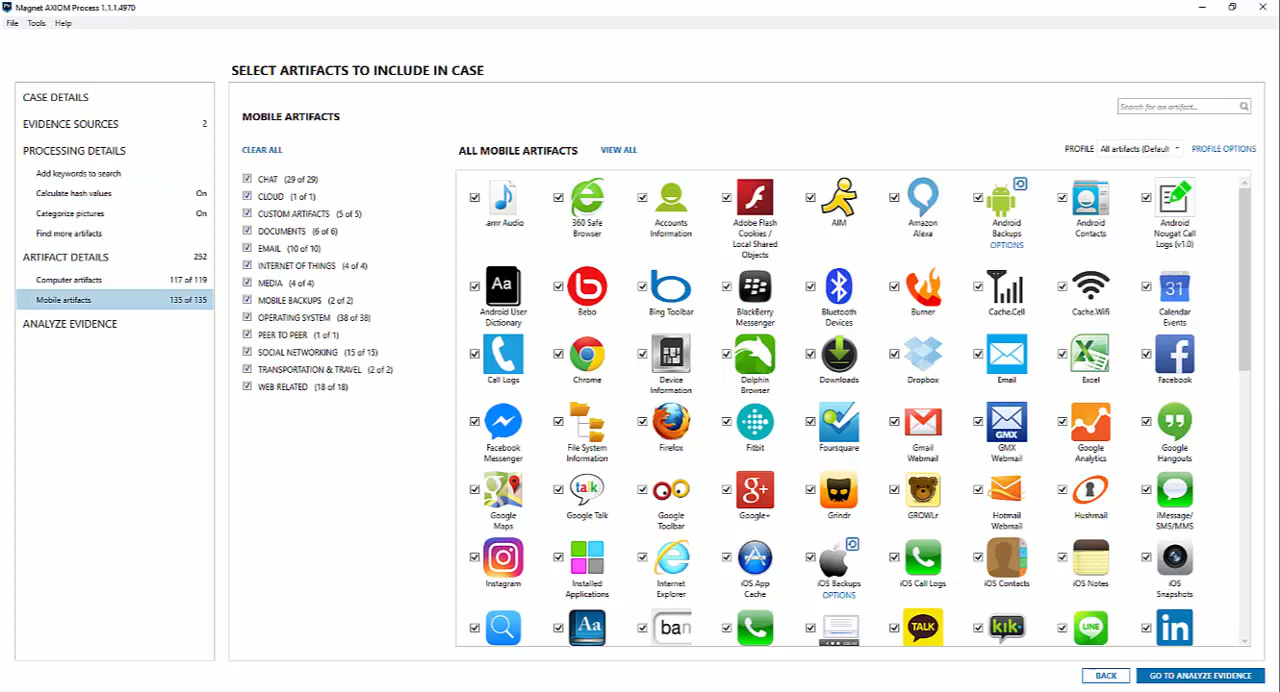 Magnet AXIOM Process 1.1.1.4970
File Tools Help
SELECT ARTIFACTS TO INCLUDE IN CASE
CASE DETAILS
EVIDENCE SOURCES 2
PROCESSING DETAILS
Add keywords to search
Calculate hash values On
Categorize pictures On
Find more artifacts
ARTIFACT DETAILS 252
Computer artifacts 117 of 119
Mobile artifacts 135 of 135
ANALYZE EVIDENCE
MOBILE ARTIFACTS
Search for an artifact...
CLEAR ALL
CHAT (29 of 29)
CLOUD (1 of 1)
CUSTOM ARTIFACTS (5 of 5)
DOCUMENTS (6 of 6)
EMAIL (10 of 10)
INTERNET OF THINGS (4 of 4)
MEDIA (4 of 4)
MOBILE BACKUPS (2 of 2)
OPERATING SYSTEM (38 of 38)
PEER TO PEER (1 of 1)
SOCIAL NETWORKING (15 of 15)
TRANSPORTATION & TRAVEL (2 of 2)
WEB RELATED (18 of 18)
ALL MOBILE ARTIFACTS VIEW ALL
PROFILE All artifacts (Default PROFILE OPTIONS
.amr Audio
360 Safe
Browser
Accounts
Information
Adobe Flash
Cookies /
Local Shared
Objects
AIM
Amazon
Alexa
Android
Backups
OPTIONS
Android
Contacts
Android
Nougat Call
Logs (v1.0)
Aa
Android User
Dictionary
b
Bebo
b
Bing Toolbar
BlackBerry
Messenger
Bluetooth
Devices
Burner
Cache.Cell
Cache.Wifi
31
Calendar
Events
Call Logs
Chrome
Device
Information
Dolphin
Browser
Downloads
Dropbox
Email
Excel
f
Facebook
Facebook
Messenger
File System
Information
Firefox
Fitbit
Foursquare
Gmail
Webmail
GMX
GMX
Webmail
Google
Analytics
Google
Hangouts
Google
Maps
talk
Google Talk
Google
Toolbar
g+
Google+
Grindr
GROWLr
Hotmail
Webmail
Hushmail
iMessage/
SMS/MMS
Instagram
Installed
Applications
Internet
Explorer
iOS App
Cache
iOS Backups
OPTIONS
iOS Call Logs
iOS Contacts
iOS Notes
iOS
Snapshots
Aa
ban
TALK
kik
LINE
in
BACK
GO TO ANALYZE EVIDENCE